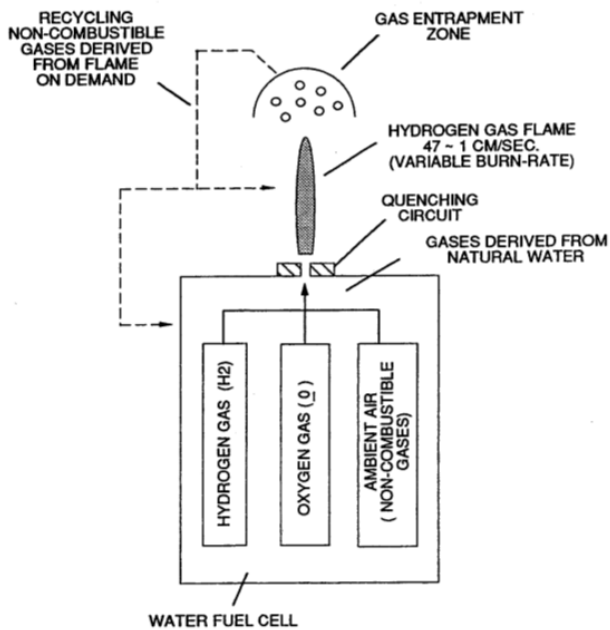 RECYCLING
NON-COMBUSTIBLE
GASES DERIVED
FROM FLAME
ON DEMAND
GAS ENTRAPMENT
ZONE
HYDROGEN GAS FLAME
47 ~ 1 CM/SEC.
(VARIABLE BURN-RATE)
QUENCHING
CIRCUIT
GASES DERIVED FROM
NATURAL WATER
HYDROGEN GAS (H2)
OXYGEN GAS (O)
AMBIENT AIR
(NON-COMBUSTIBLE
GASES)
WATER FUEL CELL